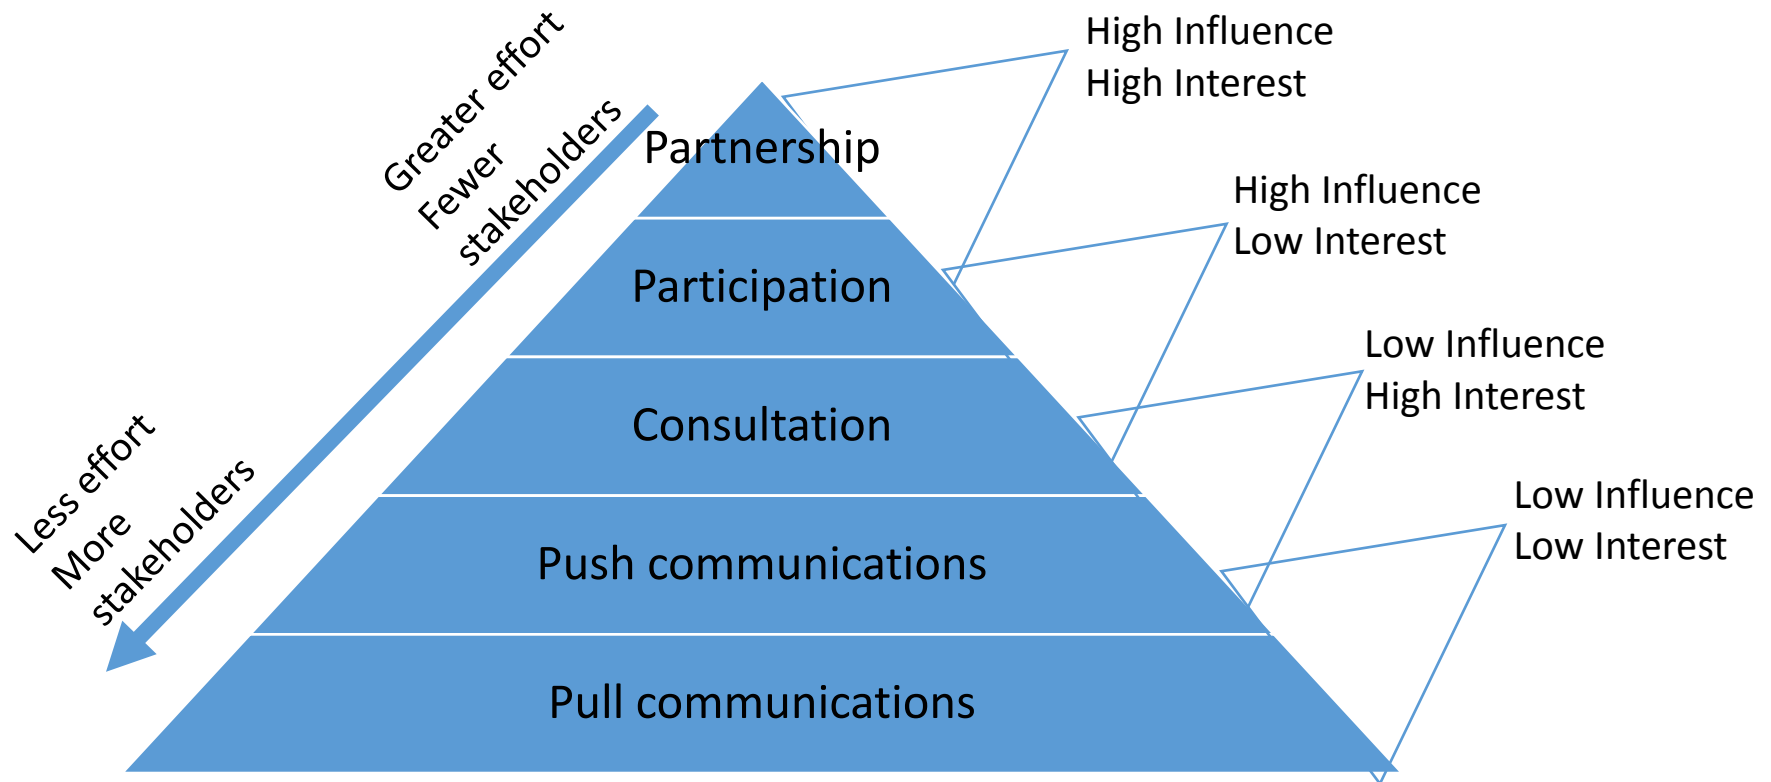 Greater effort
Fewer
stakeholders
Less effort
More
stakeholders
Partnership
Participation
Consultation
Push communications
Pull communications
High Influence
High Interest
High Influence
Low Interest
Low Influence
High Interest
Low Influence
Low Interest